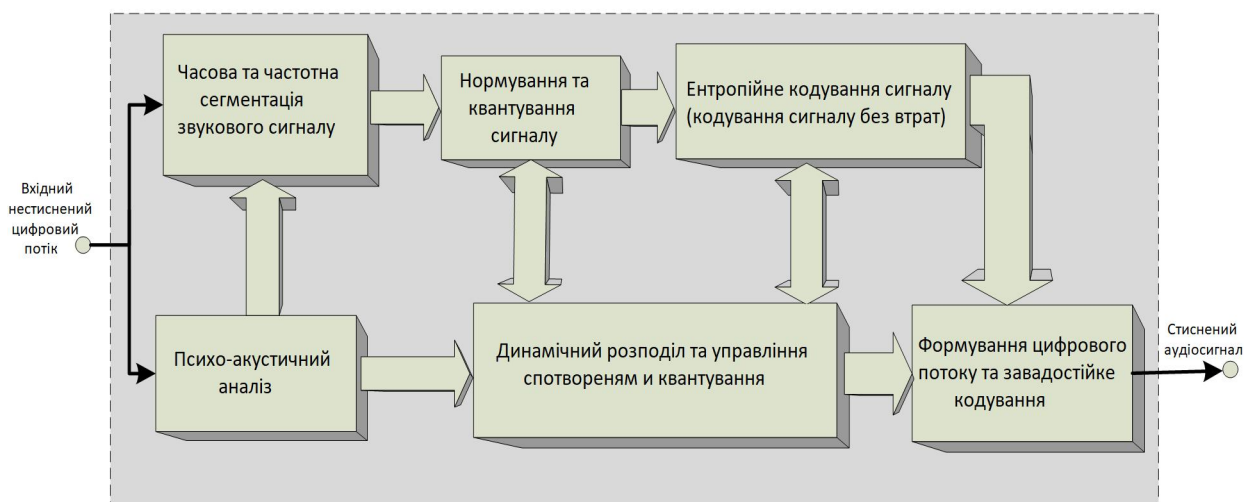 Вхідний
нестиснений
цифровий
потік
Часова та частотна
сегментація
звукового сигналу
Нормування та
квантування
сигналу
Ентропійне кодування сигналу
(кодування сигналу без втрат)
Психо-акустичний
аналіз
Динамічний розподіл та управління
спотвореням и квантування
Формування цифрового
потоку та завадостійке
кодування
Стиснений
аудіосигнал